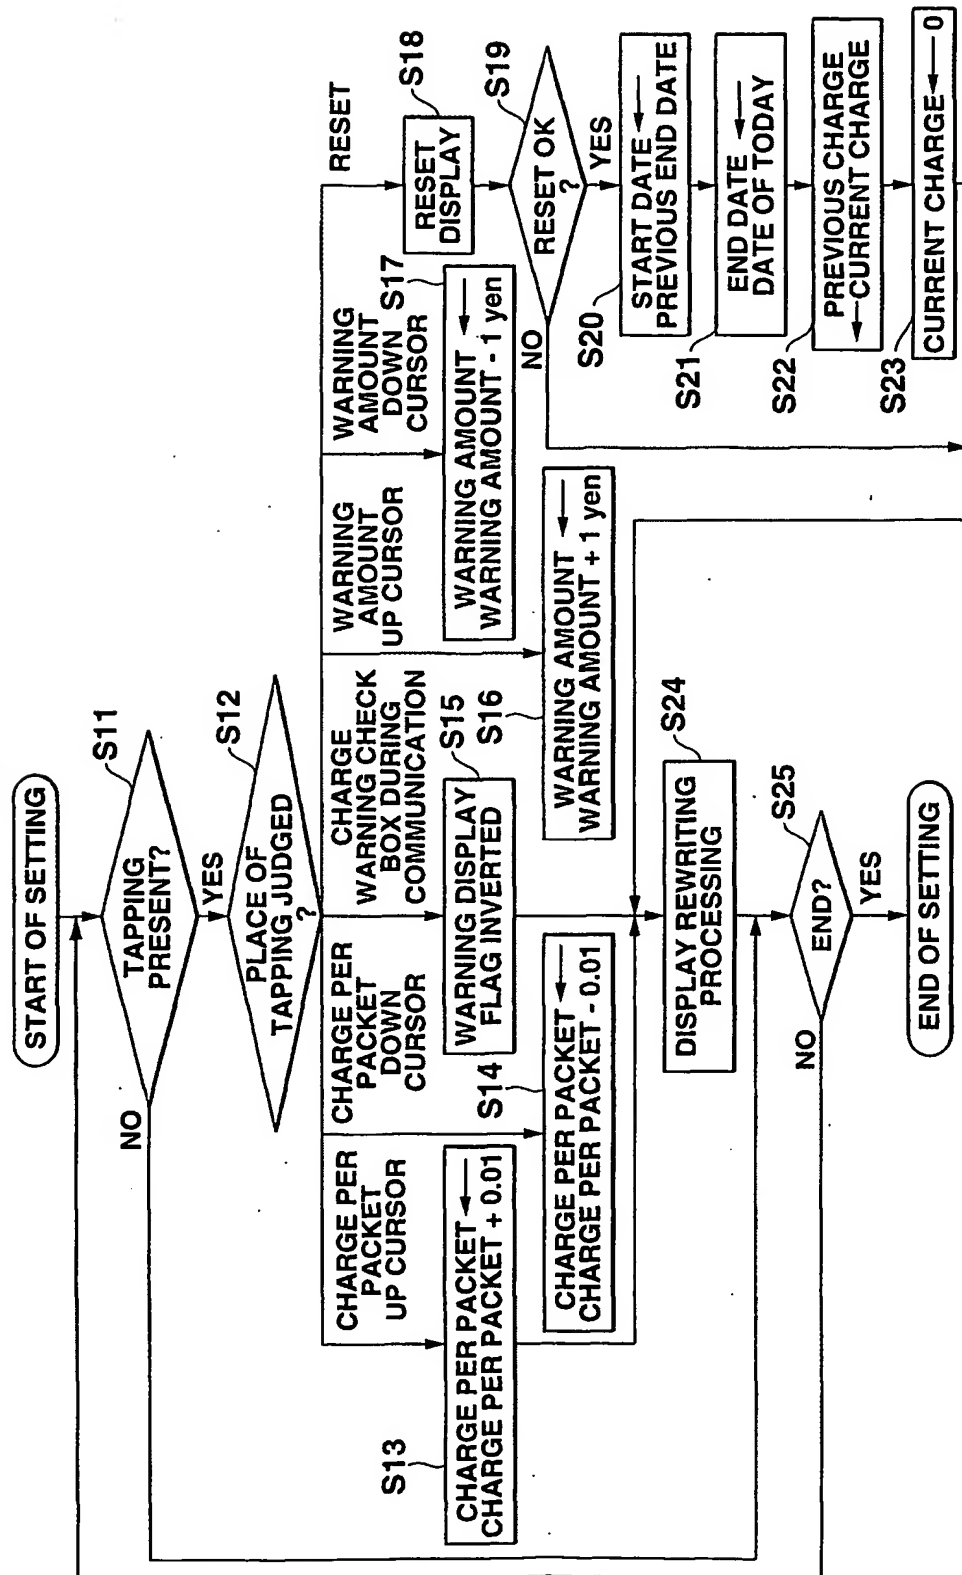 START OF SETTING
S11
TAPPING
PRESENT?
NO
YES
S12
PLACE OF
TAPPING JUDGED
?
CHARGE PER
PACKET
UP CURSOR
CHARGE PER
PACKET
DOWN
CURSOR
CHARGE
WARNING CHECK
BOX DURING
COMMUNICATION
WARNING
AMOUNT
UP CURSOR
WARNING
AMOUNT
DOWN
CURSOR
RESET
S13
CHARGE PER PACKET ←
CHARGE PER PACKET + 0.01
S14
CHARGE PER PACKET ←
CHARGE PER PACKET - 0.01
S15
WARNING DISPLAY
FLAG INVERTED
S16
WARNING AMOUNT ←
WARNING AMOUNT + 1 yen
S17
WARNING AMOUNT ←
WARNING AMOUNT - 1 yen
S18
RESET
DISPLAY
S19
RESET OK
?
NO
YES
S20
START DATE ←
PREVIOUS END DATE
S21
END DATE ←
DATE OF TODAY
S22
PREVIOUS CHARGE
← CURRENT CHARGE
S23
CURRENT CHARGE ← 0
S24
DISPLAY REWRITING
PROCESSING
S25
END?
NO
YES
END OF SETTING